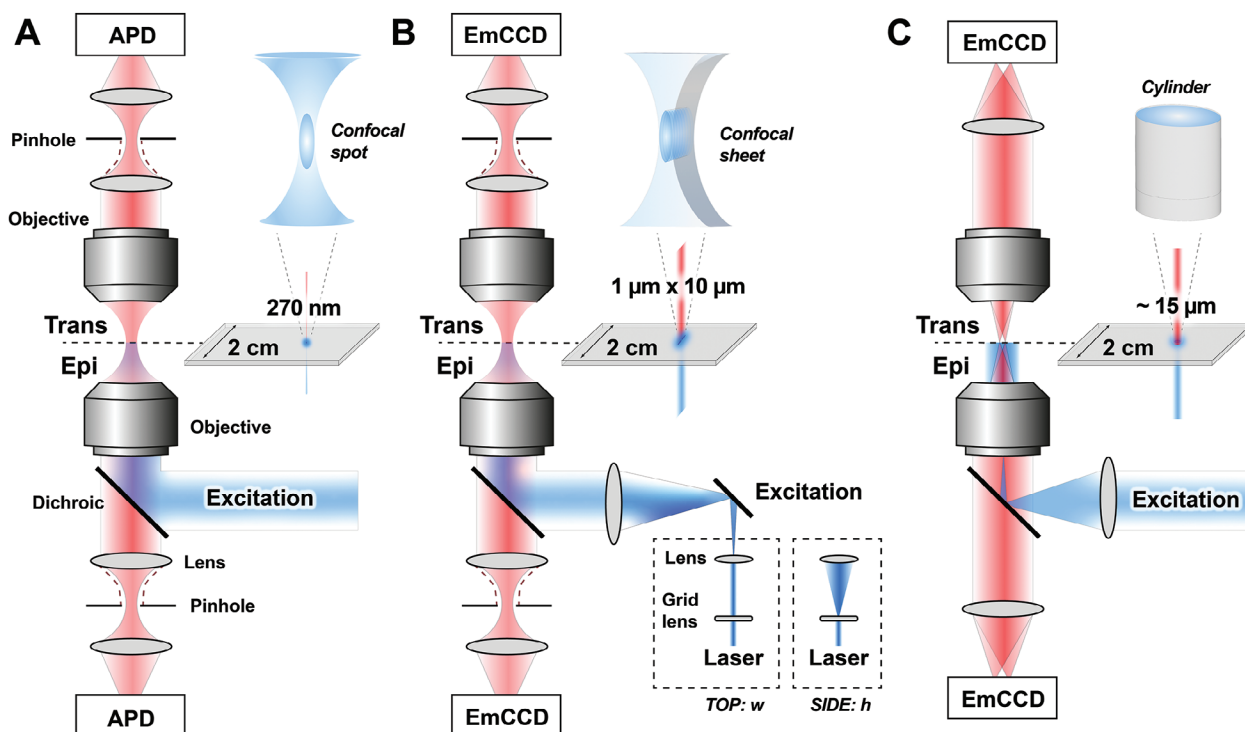 A
APD
Pinhole
Objective
Confocal
spot
270 nm
Trans
Epi
2 cm
Objective
Dichroic
Excitation
Lens
Pinhole
APD
B
EmCCD
Confocal
sheet
1 µm x 10 µm
Trans
Epi
2 cm
Excitation
Lens
Grid
lens
Laser
Laser
TOP: w
SIDE: h
EmCCD
C
EmCCD
Cylinder
~ 15 µm
Trans
Epi
2 cm
Excitation
EmCCD